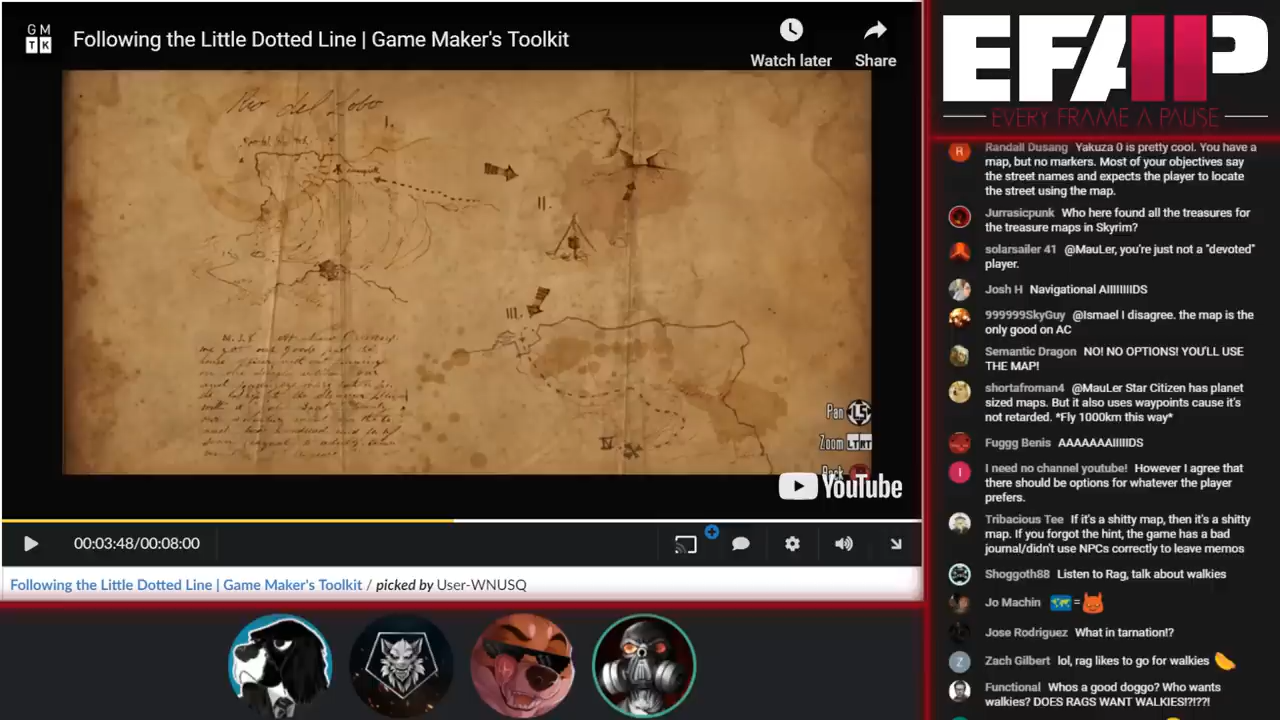 GM
TK
Following the Little Dotted Line | Game Maker's Toolkit
Watch later
Share
Rio del Lobo
I.
II.
III.
IV
Pan LS
Zoom LT RT
Back
YouTube
00:03:48/00:08:00
Following the Little Dotted Line | Game Maker's Toolkit / picked by User-WNUSQ
EFAP
EVERY FRAME A PAUSE
R
Randall Dusang Yakuza 0 is pretty cool. You have a
map, but no markers. Most of your objectives say
the street names and expects the player to locate
the street using the map.
Jurrasicpunk Who here found all the treasures for
the treasure maps in Skyrim?
solarsailer 41 @MauLer, you're just not a "devoted"
player.
Josh H Navigational AIIIIIIIIDS
999999SkyGuy @Ismael I disagree. the map is the
only good on AC
Semantic Dragon NO! NO OPTIONS! YOU'LL USE
THE MAP!
shortafroman4 @MauLer Star Citizen has planet
sized maps. But it also uses waypoints cause it's
not retarded. *Fly 1000km this way*
Fuggg Benis AAAAAAAIIIIIDS
I
I need no channel youtube! However I agree that
there should be options for whatever the player
prefers.
Tribacious Tee If it's a shitty map, then it's a shitty
map. If you forgot the hint, the game has a bad
journal/didn't use NPCs correctly to leave memos
Shoggoth88 Listen to Rag, talk about walkies
Jo Machin =
Jose Rodriguez What in tarnation!?
Z
Zach Gilbert lol, rag likes to go for walkies
Functional Whos a good doggo? Who wants
walkies? DOES RAGS WANT WALKIES!?!??!